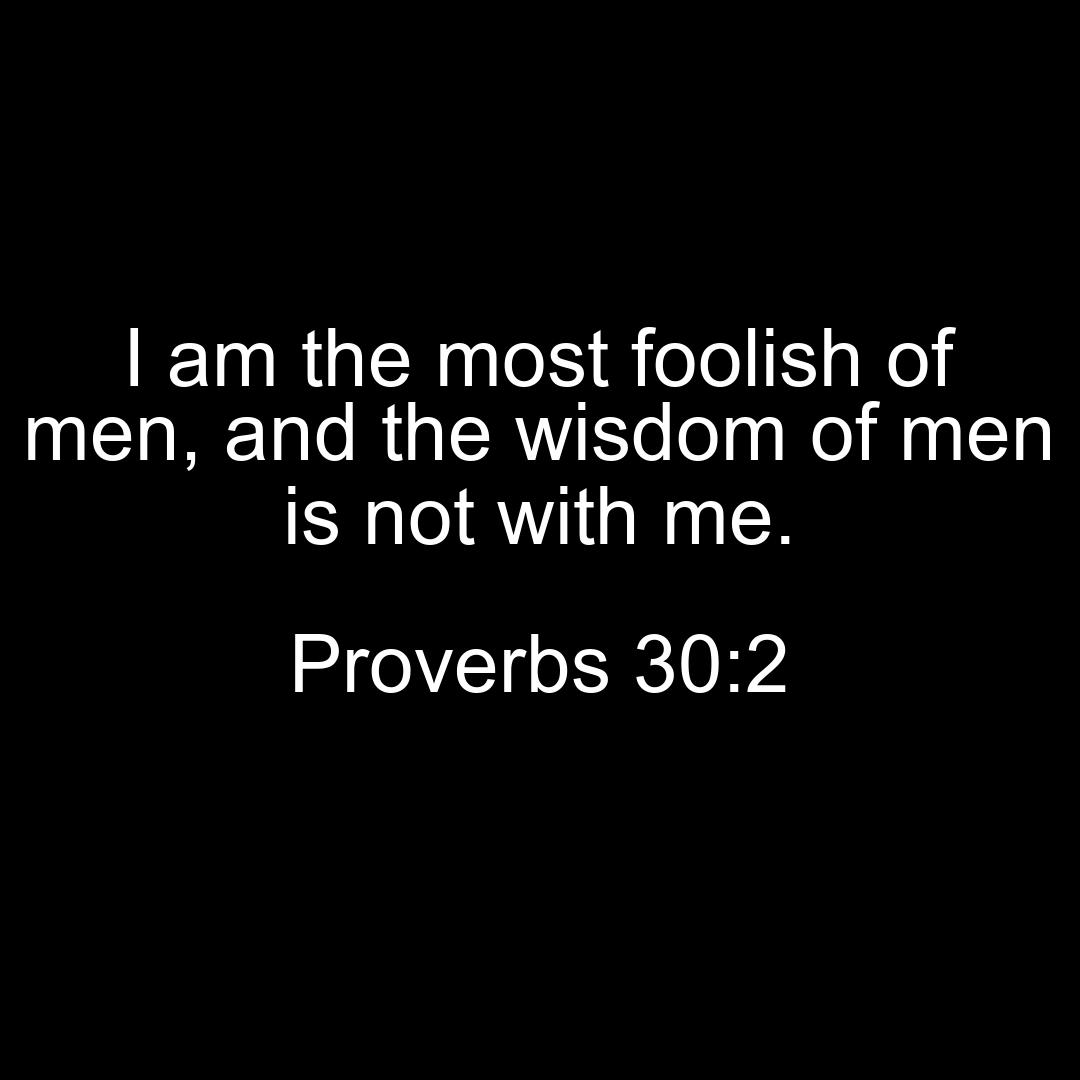 I am the most foolish of
men, and the wisdom of men
is not with me.
Proverbs 30:2